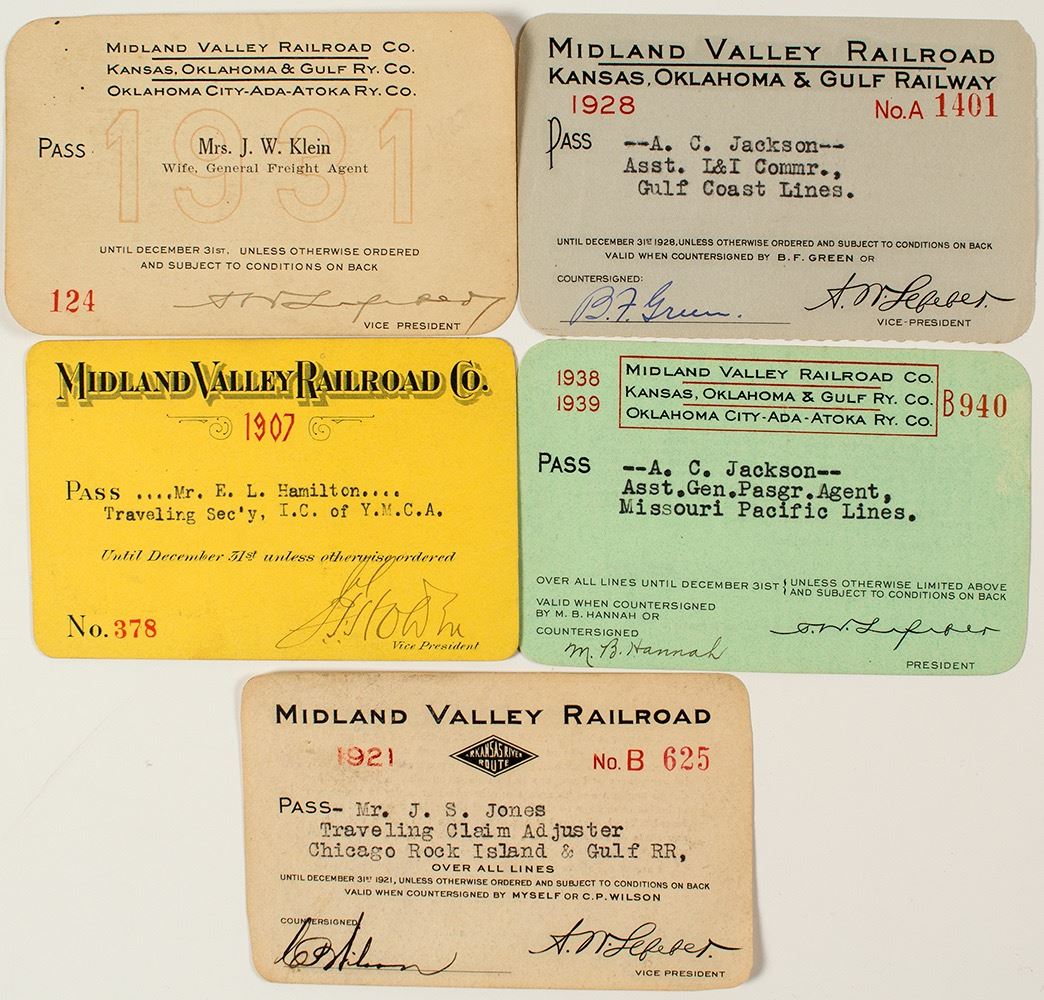 MIDLAND VALLEY RAILROAD CO.
KANSAS, OKLAHOMA & GULF RY. CO.
OKLAHOMA CITY-ADA-ATOKA RY. CO.
1931
PASS Mrs. J. W. Klein
Wife, General Freight Agent
UNTIL DECEMBER 31ST, UNLESS OTHERWISE ORDERED
AND SUBJECT TO CONDITIONS ON BACK
124
VICE PRESIDENT
MIDLAND VALLEY RAILROAD
KANSAS, OKLAHOMA & GULF RAILWAY
1928 No. A 1401
PASS --A. C. Jackson--
Asst. L&I Commr.,
Gulf Coast Lines.
UNTIL DECEMBER 31ST 1928, UNLESS OTHERWISE ORDERED AND SUBJECT TO CONDITIONS ON BACK
VALID WHEN COUNTERSIGNED BY B. F. GREEN OR
COUNTERSIGNED:
B. F. Green. A. W. Lefeber.
VICE-PRESIDENT
MIDLAND VALLEY RAILROAD CO.
1907
PASS ....Mr. E. L. Hamilton....
Traveling Sec'y, I.C. of Y.M.C.A.
Until December 31st unless otherwise ordered
No. 378
Vice President
1938
1939
MIDLAND VALLEY RAILROAD CO.
KANSAS, OKLAHOMA & GULF RY. CO.
OKLAHOMA CITY-ADA-ATOKA RY. CO.
B940
PASS --A. C. Jackson--
Asst.Gen.Pasgr.Agent,
Missouri Pacific Lines.
OVER ALL LINES UNTIL DECEMBER 31ST { UNLESS OTHERWISE LIMITED ABOVE
AND SUBJECT TO CONDITIONS ON BACK
VALID WHEN COUNTERSIGNED
BY M. B. HANNAH OR
COUNTERSIGNED
M. B. Hannah
PRESIDENT
MIDLAND VALLEY RAILROAD
1921 ARKANSAS RIVER No. B 625
ROUTE
PASS- Mr. J. S. Jones
Traveling Claim Adjuster
Chicago Rock Island & Gulf RR,
OVER ALL LINES
UNTIL DECEMBER 31ST 1921, UNLESS OTHERWISE ORDERED AND SUBJECT TO CONDITIONS ON BACK
VALID WHEN COUNTERSIGNED BY MYSELF OR C. P. WILSON
COUNTERSIGNED
C P Wilson A. W. Lefeber.
VICE PRESIDENT